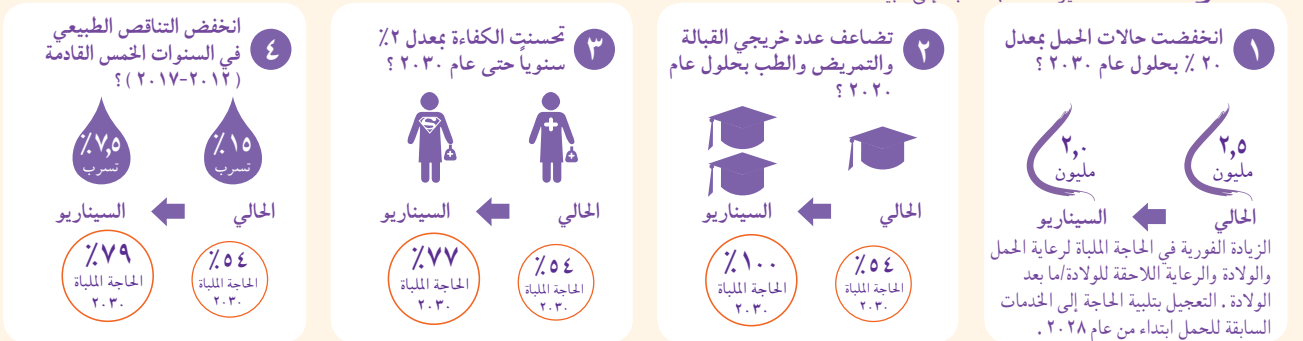 ١
انخفضت حالات الحمل بمعدل
٢٠ ٪ بحلول عام ٢٠٣٠ ؟
٢,٥
مليون
٢,٠
مليون
الحالي
السيناريو
الزيادة الفورية في الحاجة الملباة لرعاية الحمل
والولادة والرعاية اللاحقة للولادة/ما بعد
الولادة . التعجيل بتلبية الحاجة إلى الخدمات
السابقة للحمل ابتداء من عام ٢٠٢٨ .
٢
تضاعف عدد خريجي القبالة
والتمريض والطب بحلول عام
٢٠٢٠ ؟
الحالي
السيناريو
٪٥٤
الحاجة الملباة
٢٠٣٠
٪١٠٠
الحاجة الملباة
٢٠٣٠
٣
تحسنت الكفاءة بمعدل ٢٪
سنوياً حتى عام ٢٠٣٠ ؟
الحالي
السيناريو
٪٥٤
الحاجة الملباة
٢٠٣٠
٪٧٧
الحاجة الملباة
٢٠٣٠
٤
انخفض التناقص الطبيعي
في السنوات الخمس القادمة
( ٢٠١٢-٢٠١٧ )؟
٪١٥
تسرب
٪٧,٥
تسرب
الحالي
السيناريو
٪٥٤
الحاجة الملباة
٢٠٣٠
٪٧٩
الحاجة الملباة
٢٠٣٠